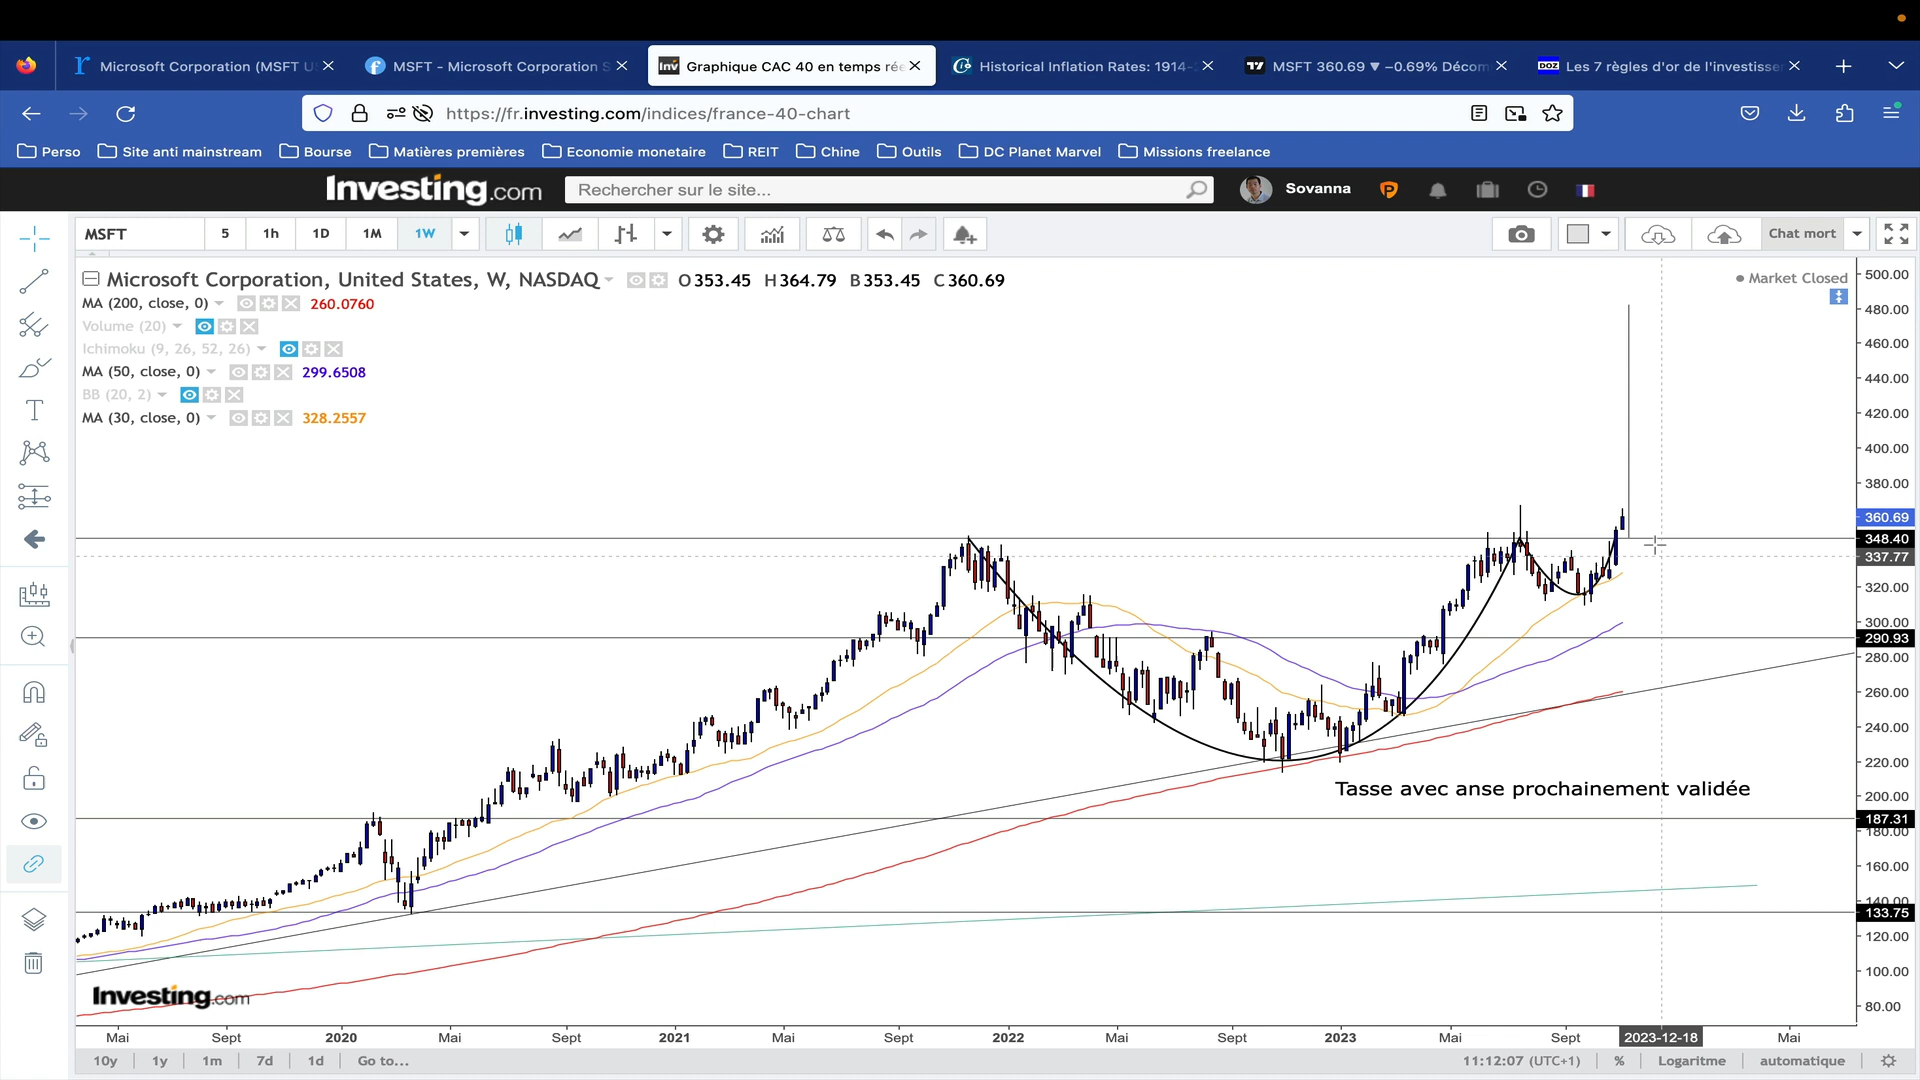 Microsoft Corporation (MSFT U
MSFT - Microsoft Corporation S
Graphique CAC 40 en temps rée
Historical Inflation Rates: 1914-
MSFT 360.69 ▼ −0.69% Décom
DOZ Les 7 règles d'or de l'investisse
https://fr.investing.com/indices/france-40-chart
Perso Site anti mainstream Bourse Matières premières Economie monetaire REIT Chine Outils DC Planet Marvel Missions freelance
Investing.com Rechercher sur le site... Sovanna
MSFT 5 1h 1D 1M 1W Chat mort
Microsoft Corporation, United States, W, NASDAQ O 353.45 H 364.79 B 353.45 C 360.69
Market Closed
MA (200, close, 0) 260.0760
Volume (20)
Ichimoku (9, 26, 52, 26)
MA (50, close, 0) 299.6508
BB (20, 2)
MA (30, close, 0) 328.2557
500.00
480.00
460.00
440.00
420.00
400.00
380.00
360.69
348.40
337.77
320.00
300.00
290.93
280.00
260.00
240.00
220.00
200.00
187.31
180.00
160.00
140.00
133.75
120.00
100.00
80.00
Tasse avec anse prochainement validée
Investing.com
Mai Sept 2020 Mai Sept 2021 Mai Sept 2022 Mai Sept 2023 Mai Sept 2023-12-18 Mai
10y 1y 1m 7d 1d Go to... 11:12:07 (UTC+1) % Logaritme automatique